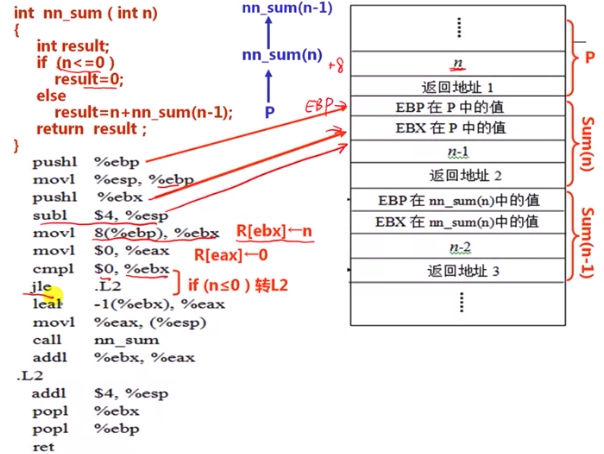 int nn_sum ( int n)
{
int result;
if (n<=0 )
result=0;
else
result=n+nn_sum(n-1);
return result ;
}
pushl %ebp
movl %esp, %ebp
pushl %ebx
subl $4, %esp
movl 8(%ebp), %ebx R[ebx]←n
movl $0, %eax R[eax]←0
cmpl $0, %ebx
jle .L2 if (n≤0 ) 转L2
leal -1(%ebx), %eax
movl %eax, (%esp)
call nn_sum
addl %ebx, %eax
.L2
addl $4, %esp
popl %ebx
popl %ebp
ret
nn_sum(n-1)
nn_sum(n)
P
+8
EBP
n
返回地址 1
EBP 在 P 中的值
EBX 在 P 中的值
n-1
返回地址 2
EBP 在 nn_sum(n)中的值
EBX 在 nn_sum(n)中的值
n-2
返回地址 3
P
Sum(n)
Sum(n-1)